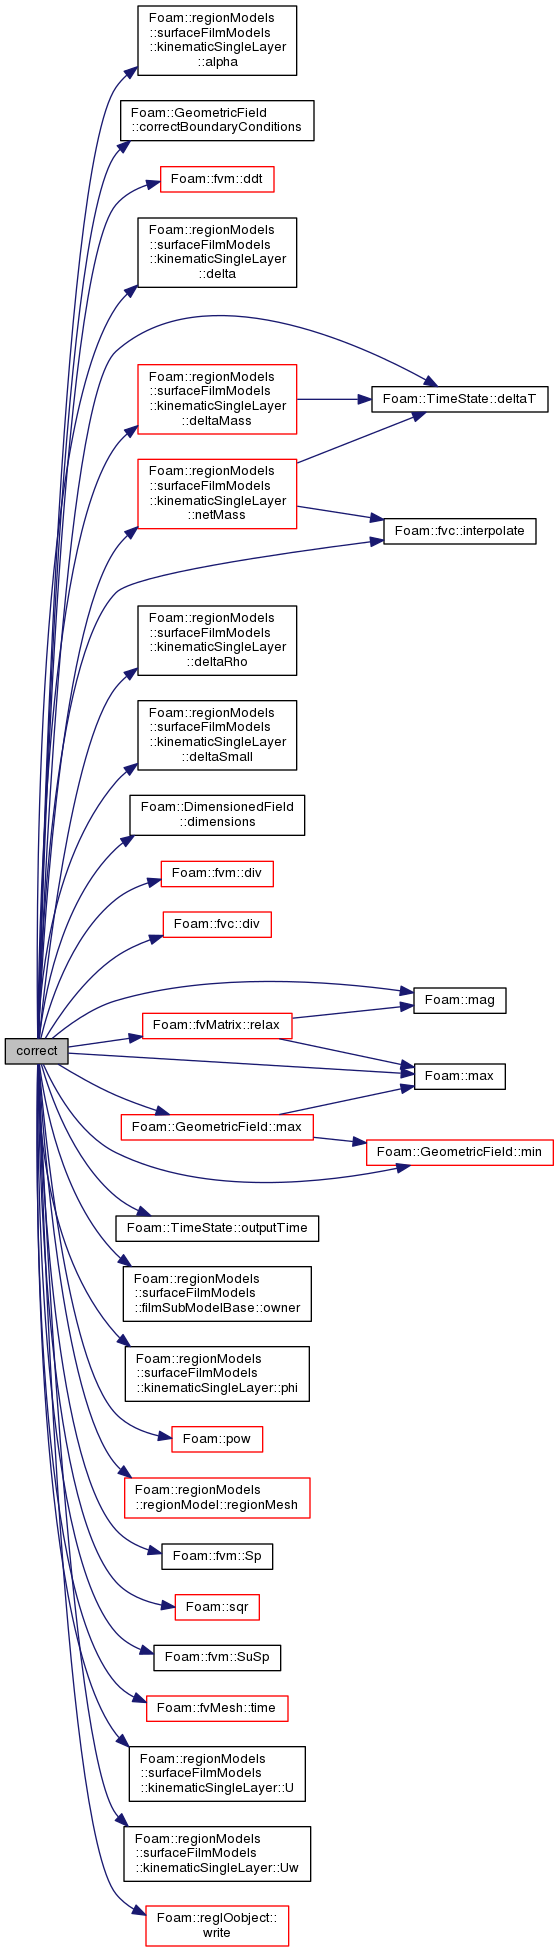 Foam::regionModels
::surfaceFilmModels
::kinematicSingleLayer
::alpha
Foam::GeometricField
::correctBoundaryConditions
Foam::fvm::ddt
Foam::regionModels
::surfaceFilmModels
::kinematicSingleLayer
::delta
Foam::regionModels
::surfaceFilmModels
::kinematicSingleLayer
::deltaMass
Foam::TimeState::deltaT
Foam::regionModels
::surfaceFilmModels
::kinematicSingleLayer
::netMass
Foam::fvc::interpolate
Foam::regionModels
::surfaceFilmModels
::kinematicSingleLayer
::deltaRho
Foam::regionModels
::surfaceFilmModels
::kinematicSingleLayer
::deltaSmall
Foam::DimensionedField
::dimensions
Foam::fvm::div
Foam::fvc::div
Foam::mag
Foam::fvMatrix::relax
correct
Foam::max
Foam::GeometricField::max
Foam::GeometricField::min
Foam::TimeState::outputTime
Foam::regionModels
::surfaceFilmModels
::filmSubModelBase::owner
Foam::regionModels
::surfaceFilmModels
::kinematicSingleLayer::phi
Foam::pow
Foam::regionModels
::regionModel::regionMesh
Foam::fvm::Sp
Foam::sqr
Foam::fvm::SuSp
Foam::fvMesh::time
Foam::regionModels
::surfaceFilmModels
::kinematicSingleLayer::U
Foam::regionModels
::surfaceFilmModels
::kinematicSingleLayer::Uw
Foam::regIOobject::
write